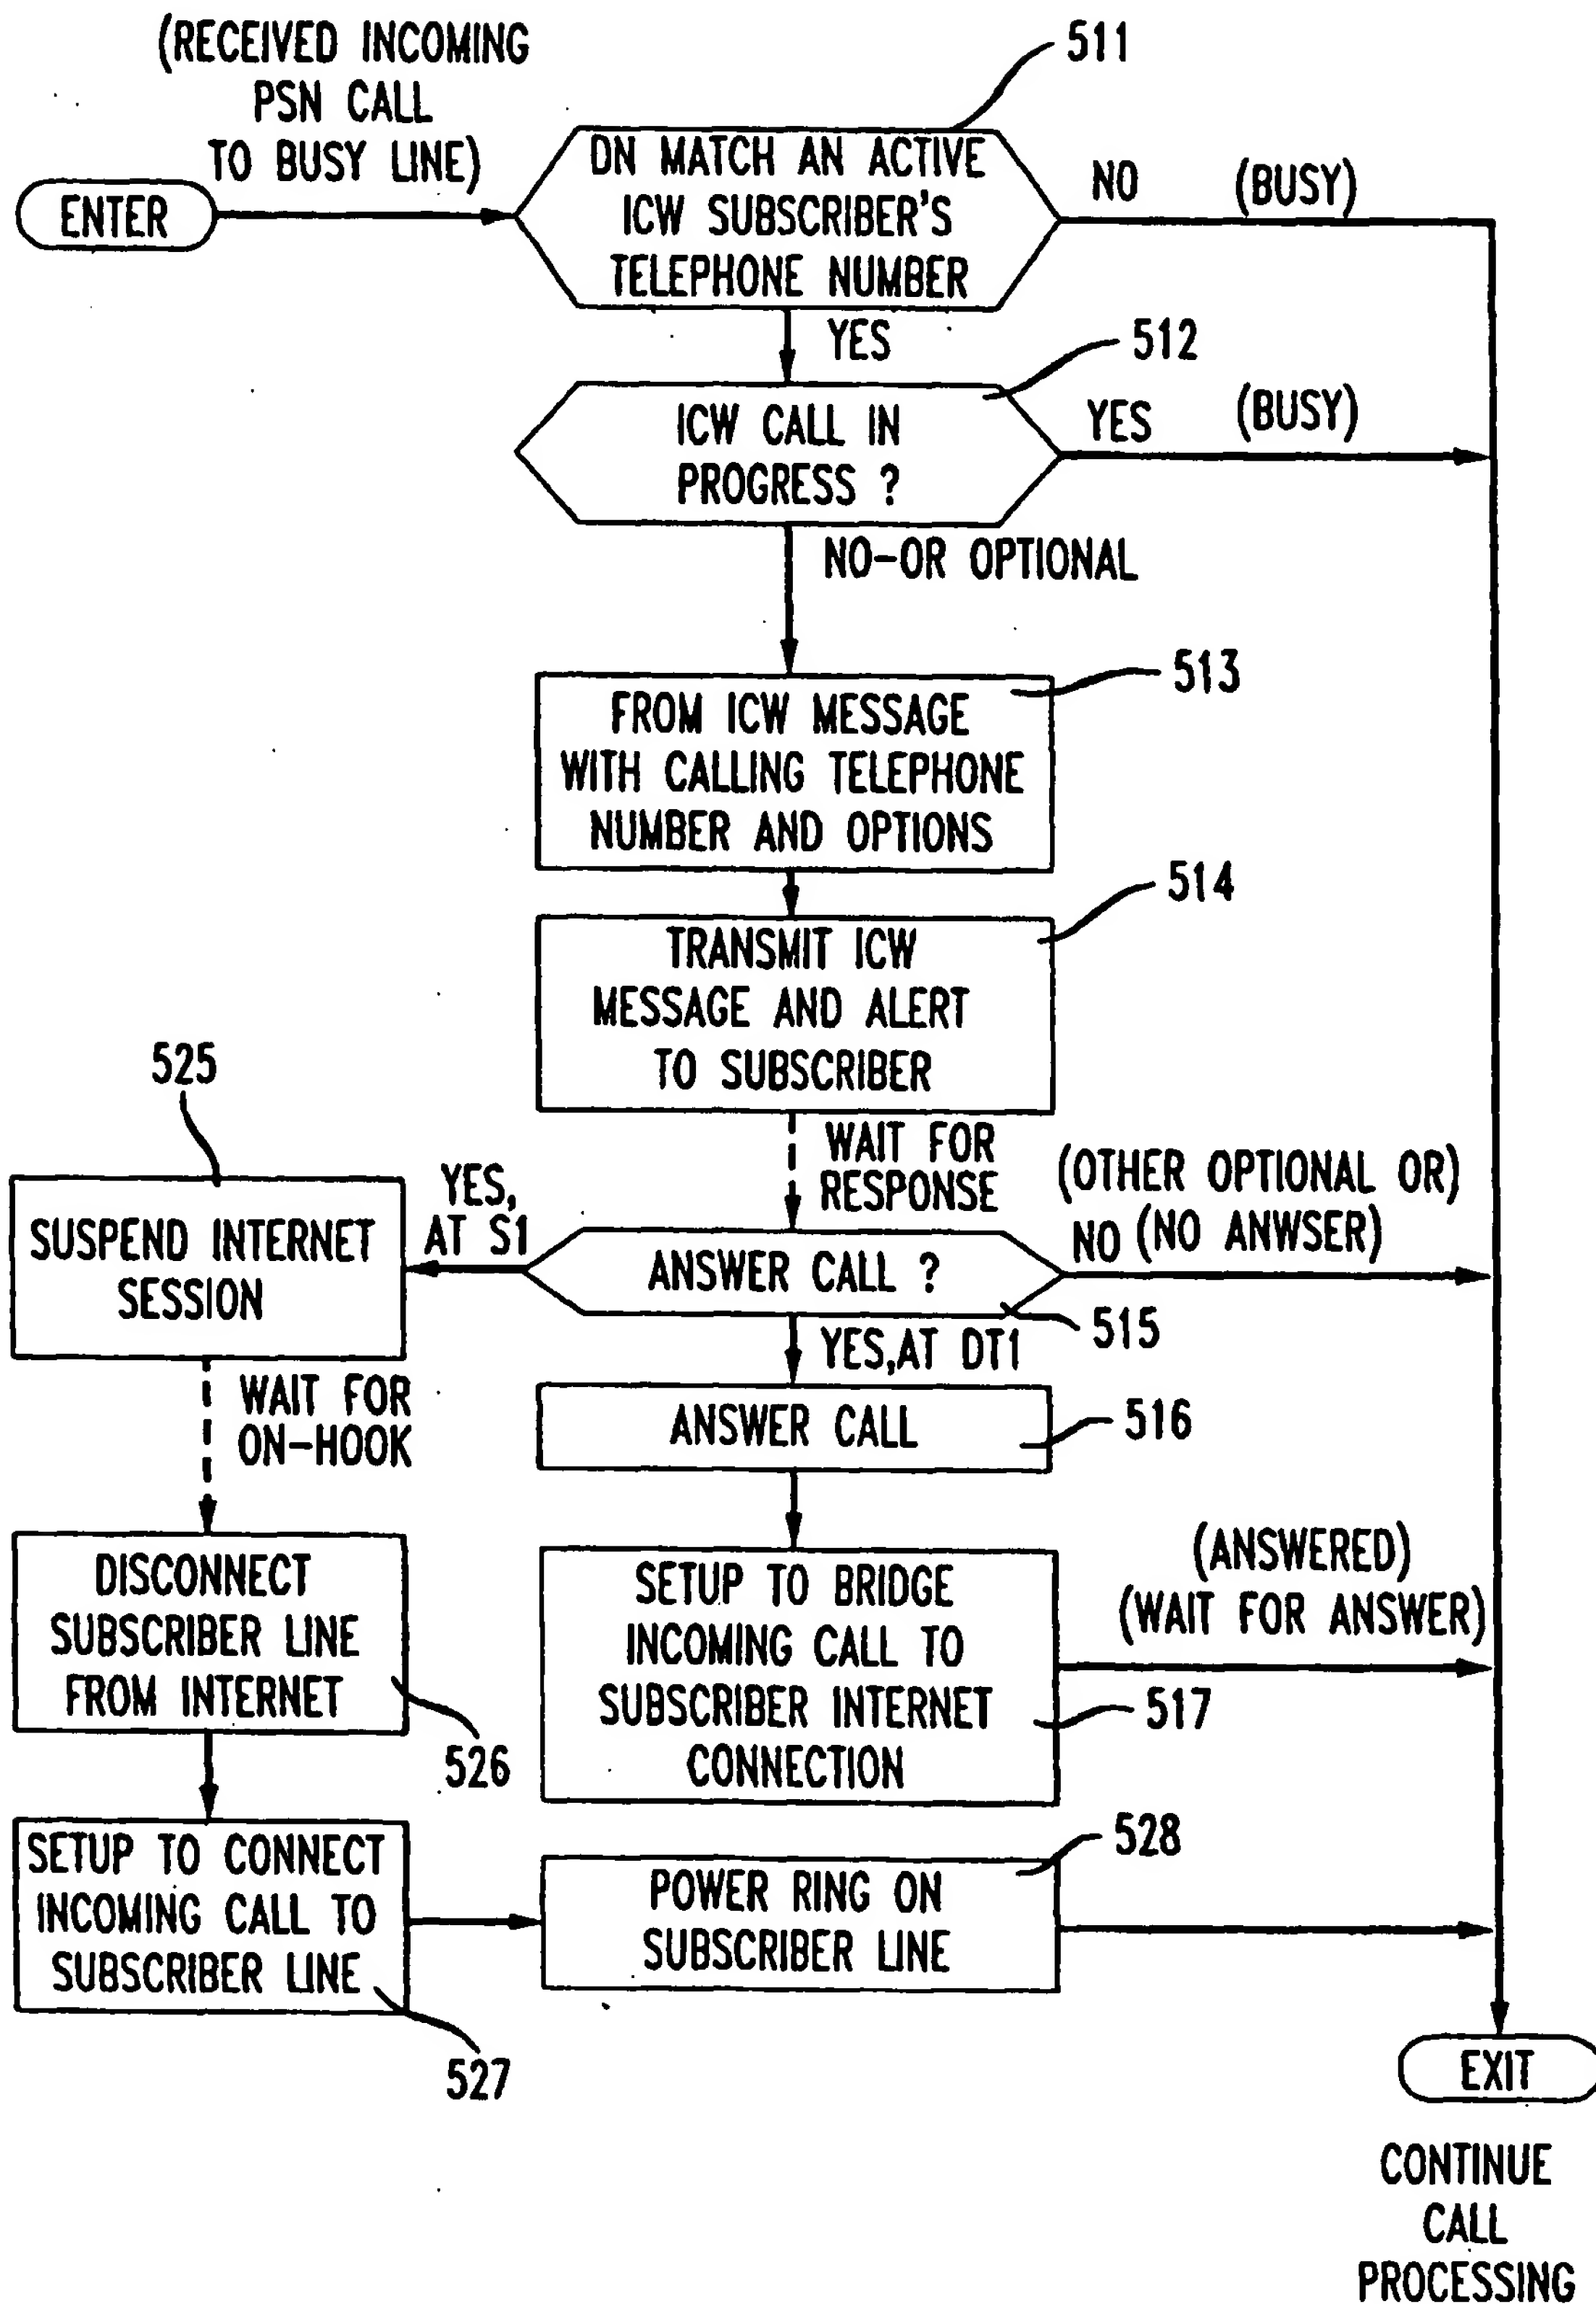 (RECEIVED INCOMING
PSN CALL
TO BUSY LINE)
ENTER
511
DN MATCH AN ACTIVE
ICW SUBSCRIBER'S
TELEPHONE NUMBER
NO (BUSY)
YES
512
ICW CALL IN
PROGRESS ?
YES (BUSY)
NO-OR OPTIONAL
513
FROM ICW MESSAGE
WITH CALLING TELEPHONE
NUMBER AND OPTIONS
514
TRANSMIT ICW
MESSAGE AND ALERT
TO SUBSCRIBER
WAIT FOR
RESPONSE
(OTHER OPTIONAL OR)
NO (NO ANWSER)
525
YES,
AT S1
SUSPEND INTERNET
SESSION
ANSWER CALL ?
515
YES,AT DT1
WAIT FOR
ON-HOOK
ANSWER CALL
516
DISCONNECT
SUBSCRIBER LINE
FROM INTERNET
526
SETUP TO BRIDGE
INCOMING CALL TO
SUBSCRIBER INTERNET
CONNECTION
517
(ANSWERED)
(WAIT FOR ANSWER)
SETUP TO CONNECT
INCOMING CALL TO
SUBSCRIBER LINE
527
528
POWER RING ON
SUBSCRIBER LINE
EXIT
CONTINUE
CALL
PROCESSING